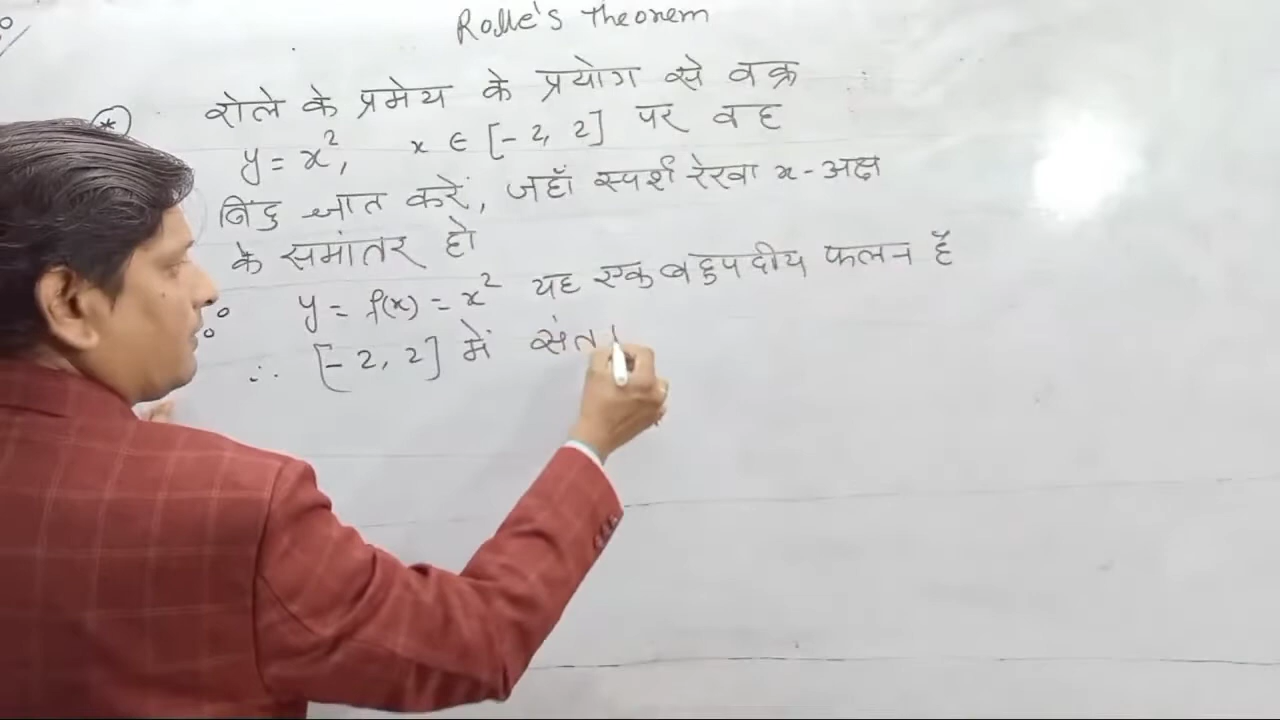 Rolle's Theorem
* रोले के प्रमेय के प्रयोग से वक्र
y = x², x ∈ [-2, 2] पर वह
बिंदु ज्ञात करें, जहाँ स्पर्श रेखा x-अक्ष
के समांतर हो
∵ y = f(x) = x² यह एक बहुपदीय फलन है
∴ [-2, 2] में संत